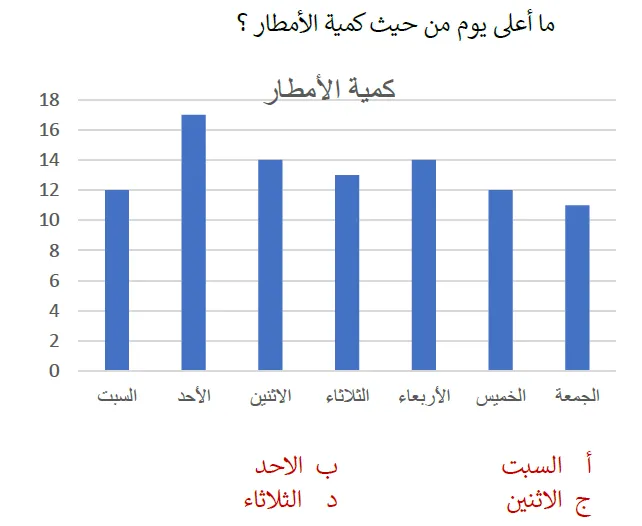 ما أعلى يوم من حيث كمية الأمطار ؟
كمية الأمطار
18
16
14
12
10
8
6
4
2
0
السبت الأحد الاثنين الثلاثاء الأربعاء الخميس الجمعة
أ السبت ب الاحد
ج الاثنين د الثلاثاء